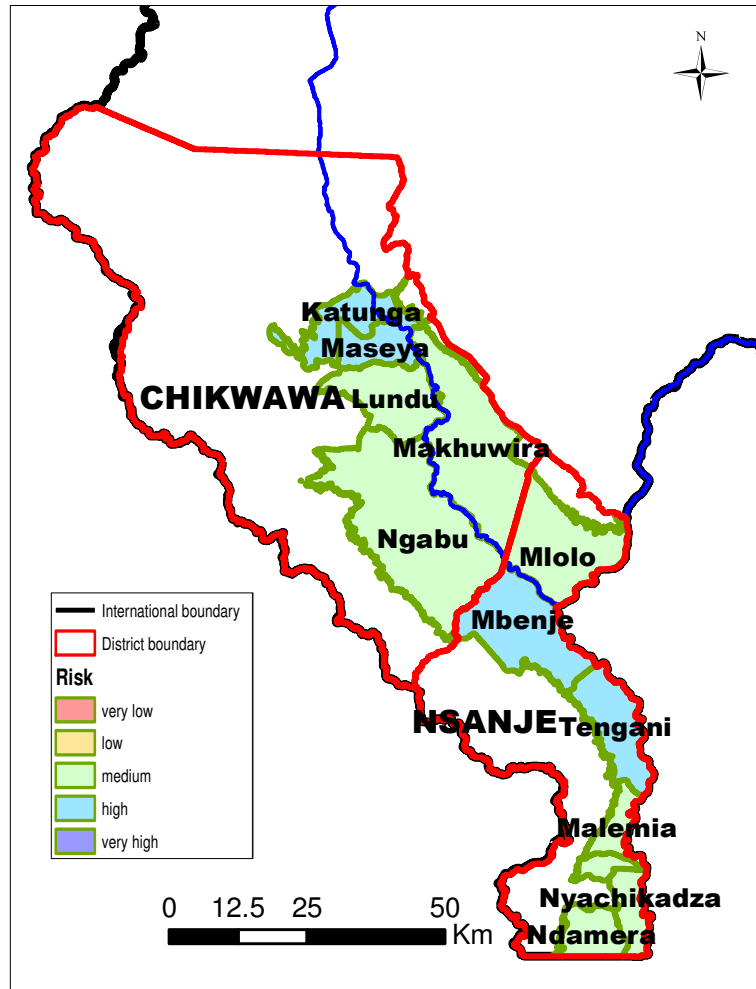 N
Katunga
Maseya
CHIKWAWA Lundu
Makhuwira
Ngabu
Mlolo
Mbenje
NSANJE Tengani
Malemia
Nyachikadza
Ndamera
International boundary
District boundary
Risk
very low
low
medium
high
very high
0 12.5 25 50
Km